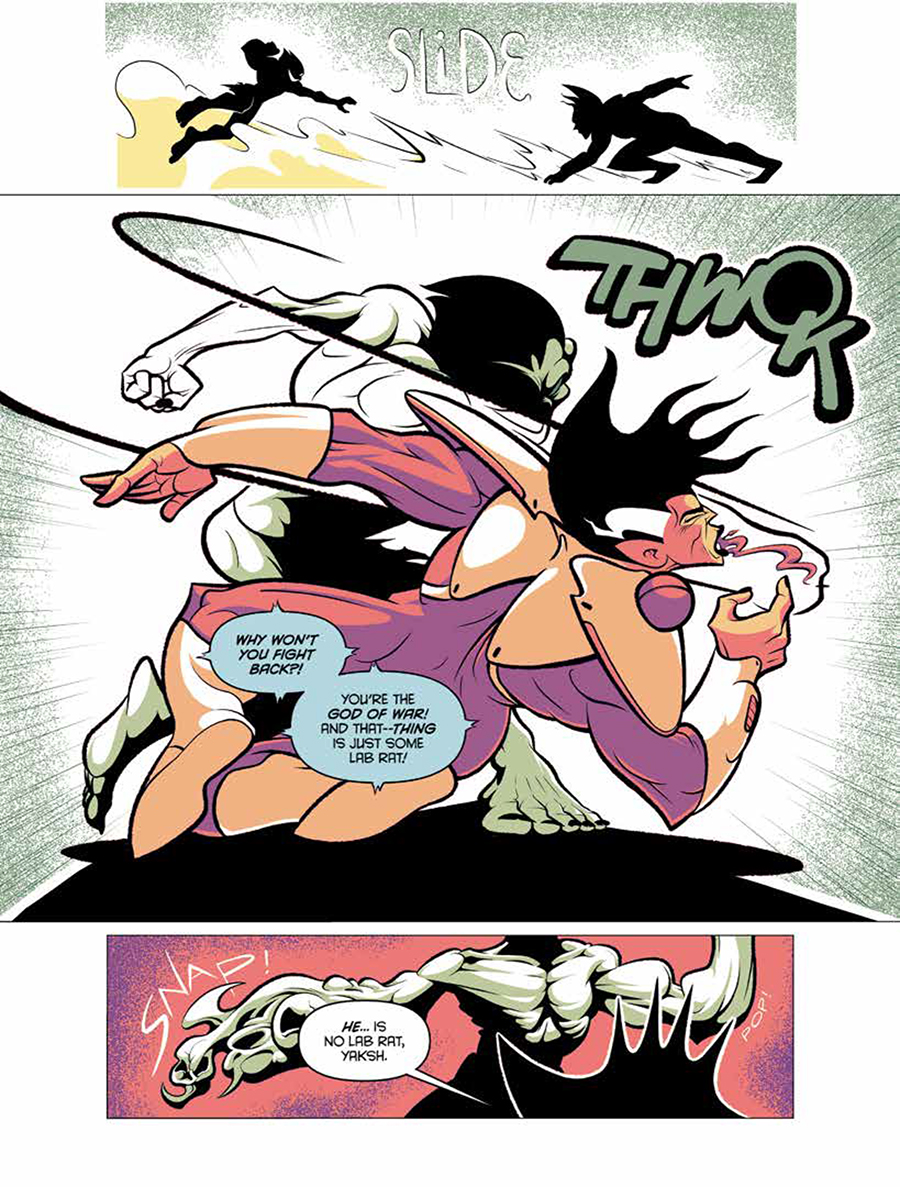 SLiDE
THWOK
WHY WON'T
YOU FIGHT
BACK?!
YOU'RE THE
GOD OF WAR!
AND THAT--THING
IS JUST SOME
LAB RAT!
SNAP!
HE... IS
NO LAB RAT,
YAKSH.
POP!